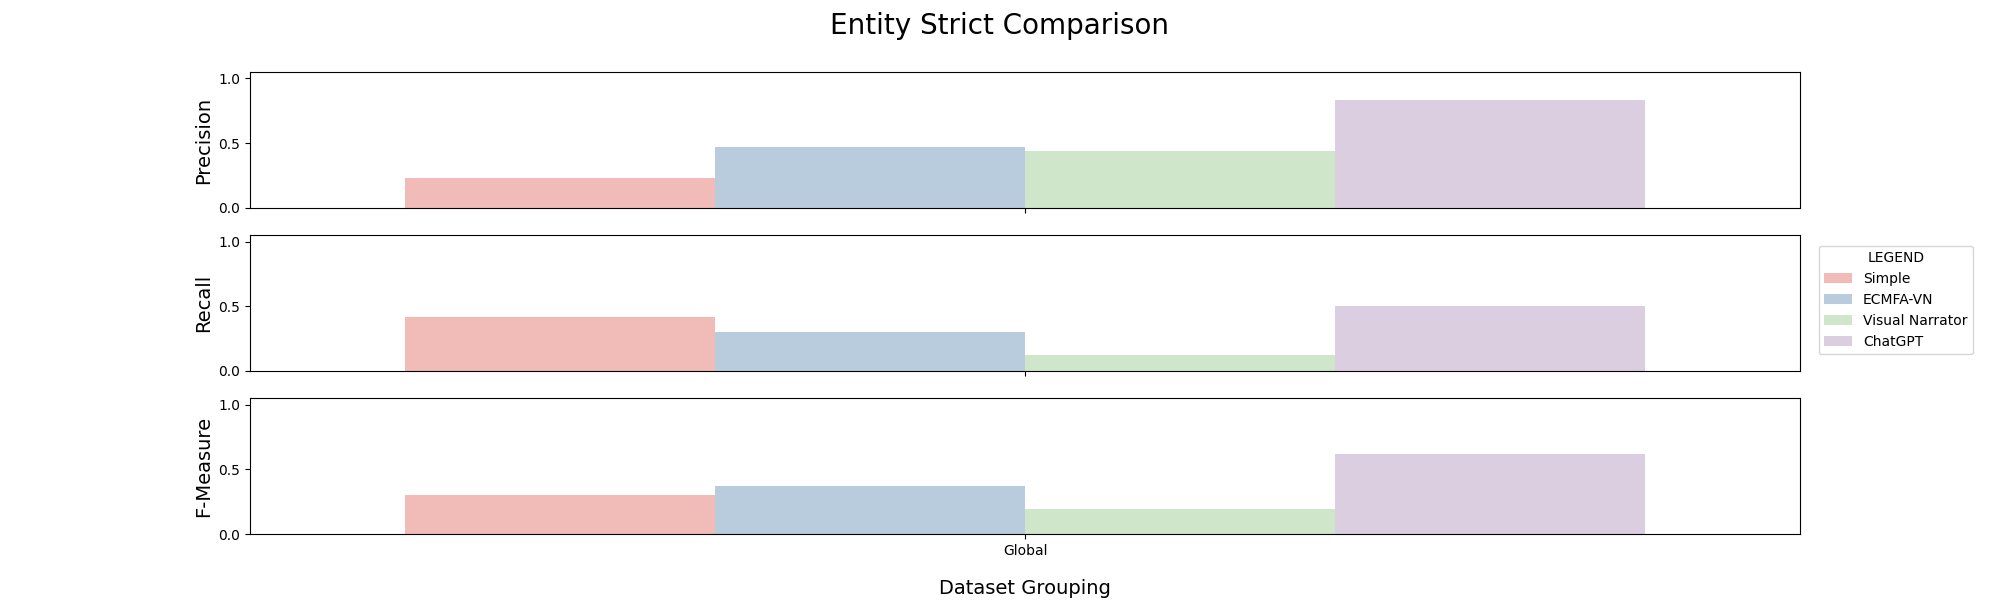 Entity Strict Comparison
1.0
0.5
0.0
Precision
1.0
0.5
0.0
Recall
1.0
0.5
0.0
F-Measure
Global
Dataset Grouping
LEGEND
Simple
ECMFA-VN
Visual Narrator
ChatGPT